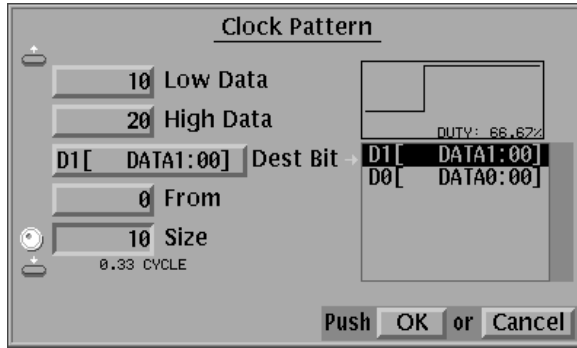 Clock Pattern
10 Low Data
20 High Data
DUTY: 66.67%
D1[ DATA1:00] Dest Bit
D1[ DATA1:00]
D0[ DATA0:00]
0 From
10 Size
0.33 CYCLE
Push OK or Cancel